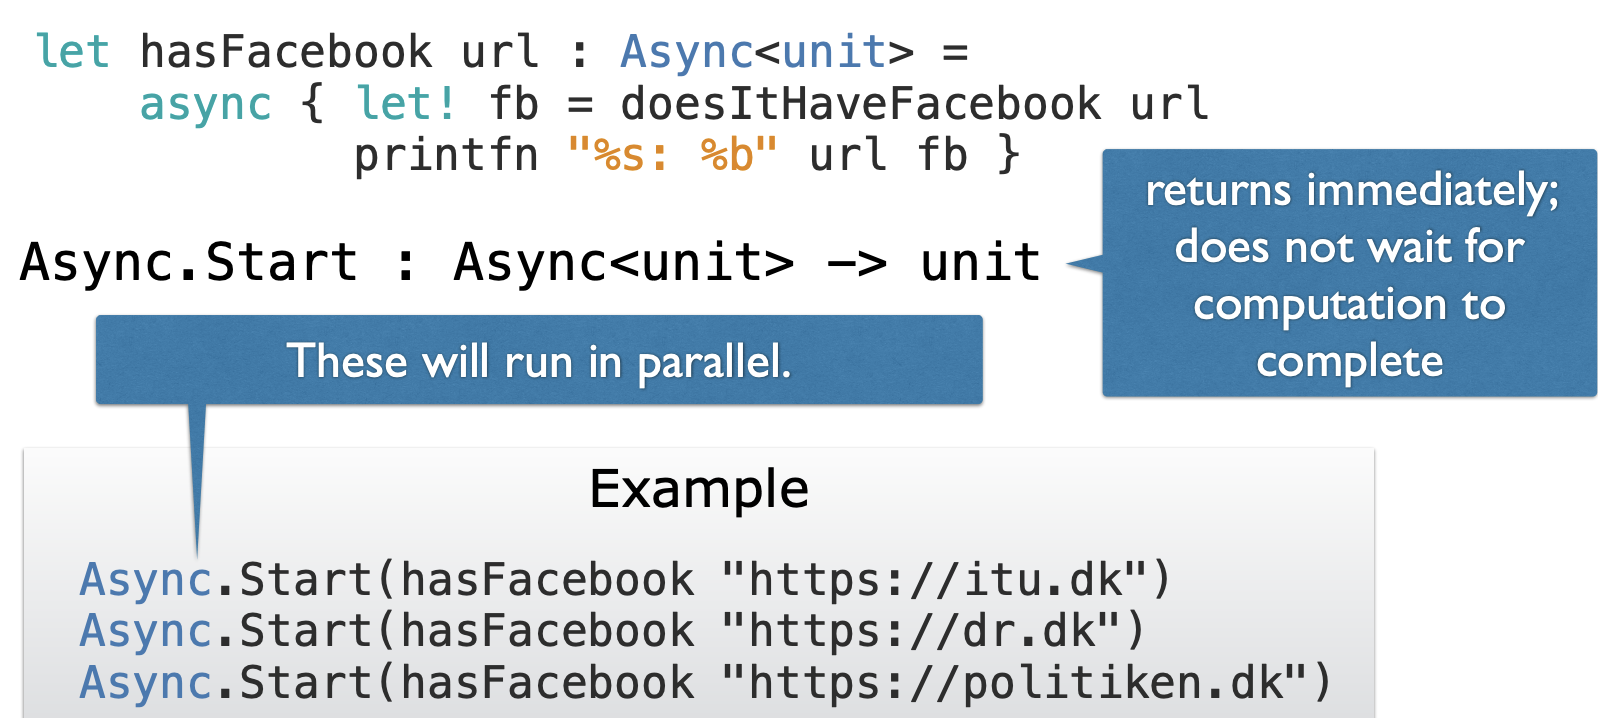 let hasFacebook url : Async<unit> =
async { let! fb = doesItHaveFacebook url
printfn "%s: %b" url fb }
returns immediately;
does not wait for
computation to
complete
Async.Start : Async<unit> -> unit
These will run in parallel.
Example
Async.Start(hasFacebook "https://itu.dk")
Async.Start(hasFacebook "https://dr.dk")
Async.Start(hasFacebook "https://politiken.dk")